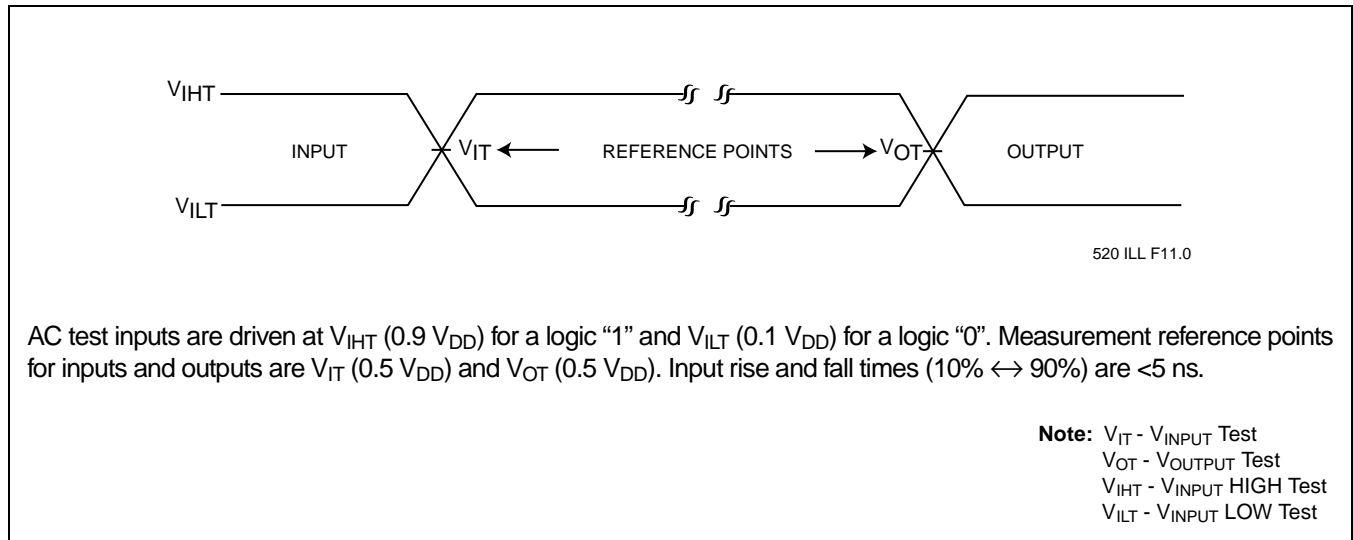 VIHT
INPUT VIT REFERENCE POINTS VOT OUTPUT
VILT
520 ILL F11.0
AC test inputs are driven at VIHT (0.9 VDD) for a logic “1” and VILT (0.1 VDD) for a logic “0”. Measurement reference points
for inputs and outputs are VIT (0.5 VDD) and VOT (0.5 VDD). Input rise and fall times (10% ↔ 90%) are <5 ns.
Note: VIT - VINPUT Test
VOT - VOUTPUT Test
VIHT - VINPUT HIGH Test
VILT - VINPUT LOW Test